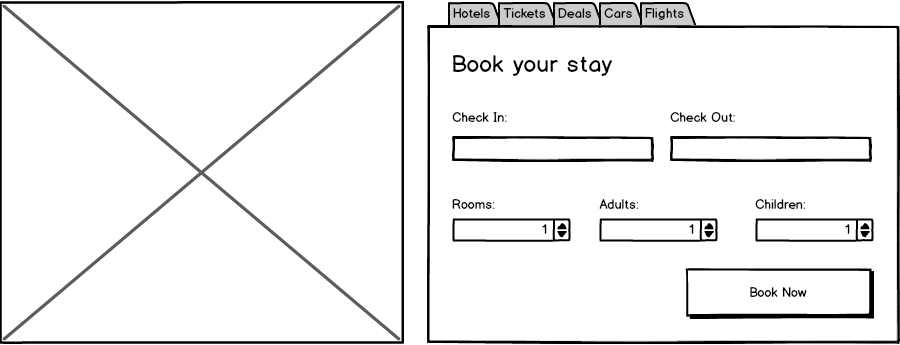 Hotels Tickets Deals Cars Flights
Book your stay
Check In: Check Out:
Rooms: Adults: Children:
1 1 1
Book Now